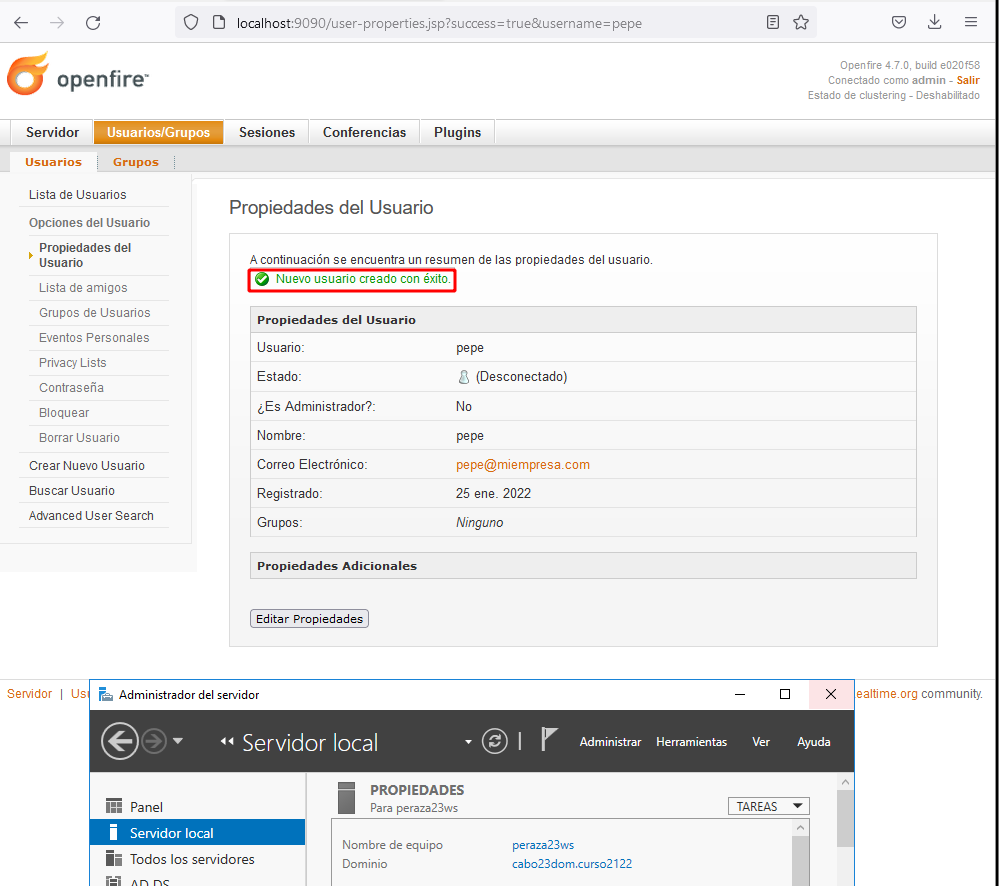 localhost:9090/user-properties.jsp?success=true&username=pepe
openfire™
Openfire 4.7.0, build e020f58
Conectado como admin - Salir
Estado de clustering - Deshabilitado
Servidor Usuarios/Grupos Sesiones Conferencias Plugins
Usuarios Grupos
Lista de Usuarios
Opciones del Usuario
Propiedades del
Usuario
Lista de amigos
Grupos de Usuarios
Eventos Personales
Privacy Lists
Contraseña
Bloquear
Borrar Usuario
Crear Nuevo Usuario
Buscar Usuario
Advanced User Search
Propiedades del Usuario
A continuación se encuentra un resumen de las propiedades del usuario.
Nuevo usuario creado con éxito.
Propiedades del Usuario
Usuario: pepe
Estado: (Desconectado)
¿Es Administrador?: No
Nombre: pepe
Correo Electrónico: pepe@miempresa.com
Registrado: 25 ene. 2022
Grupos: Ninguno
Propiedades Adicionales
Editar Propiedades
Servidor | Usu
ealtime.org community.
Administrador del servidor
Servidor local
Administrar Herramientas Ver Ayuda
Panel
Servidor local
Todos los servidores
AD DS
PROPIEDADES
Para peraza23ws
TAREAS
Nombre de equipo peraza23ws
Dominio cabo23dom.curso2122